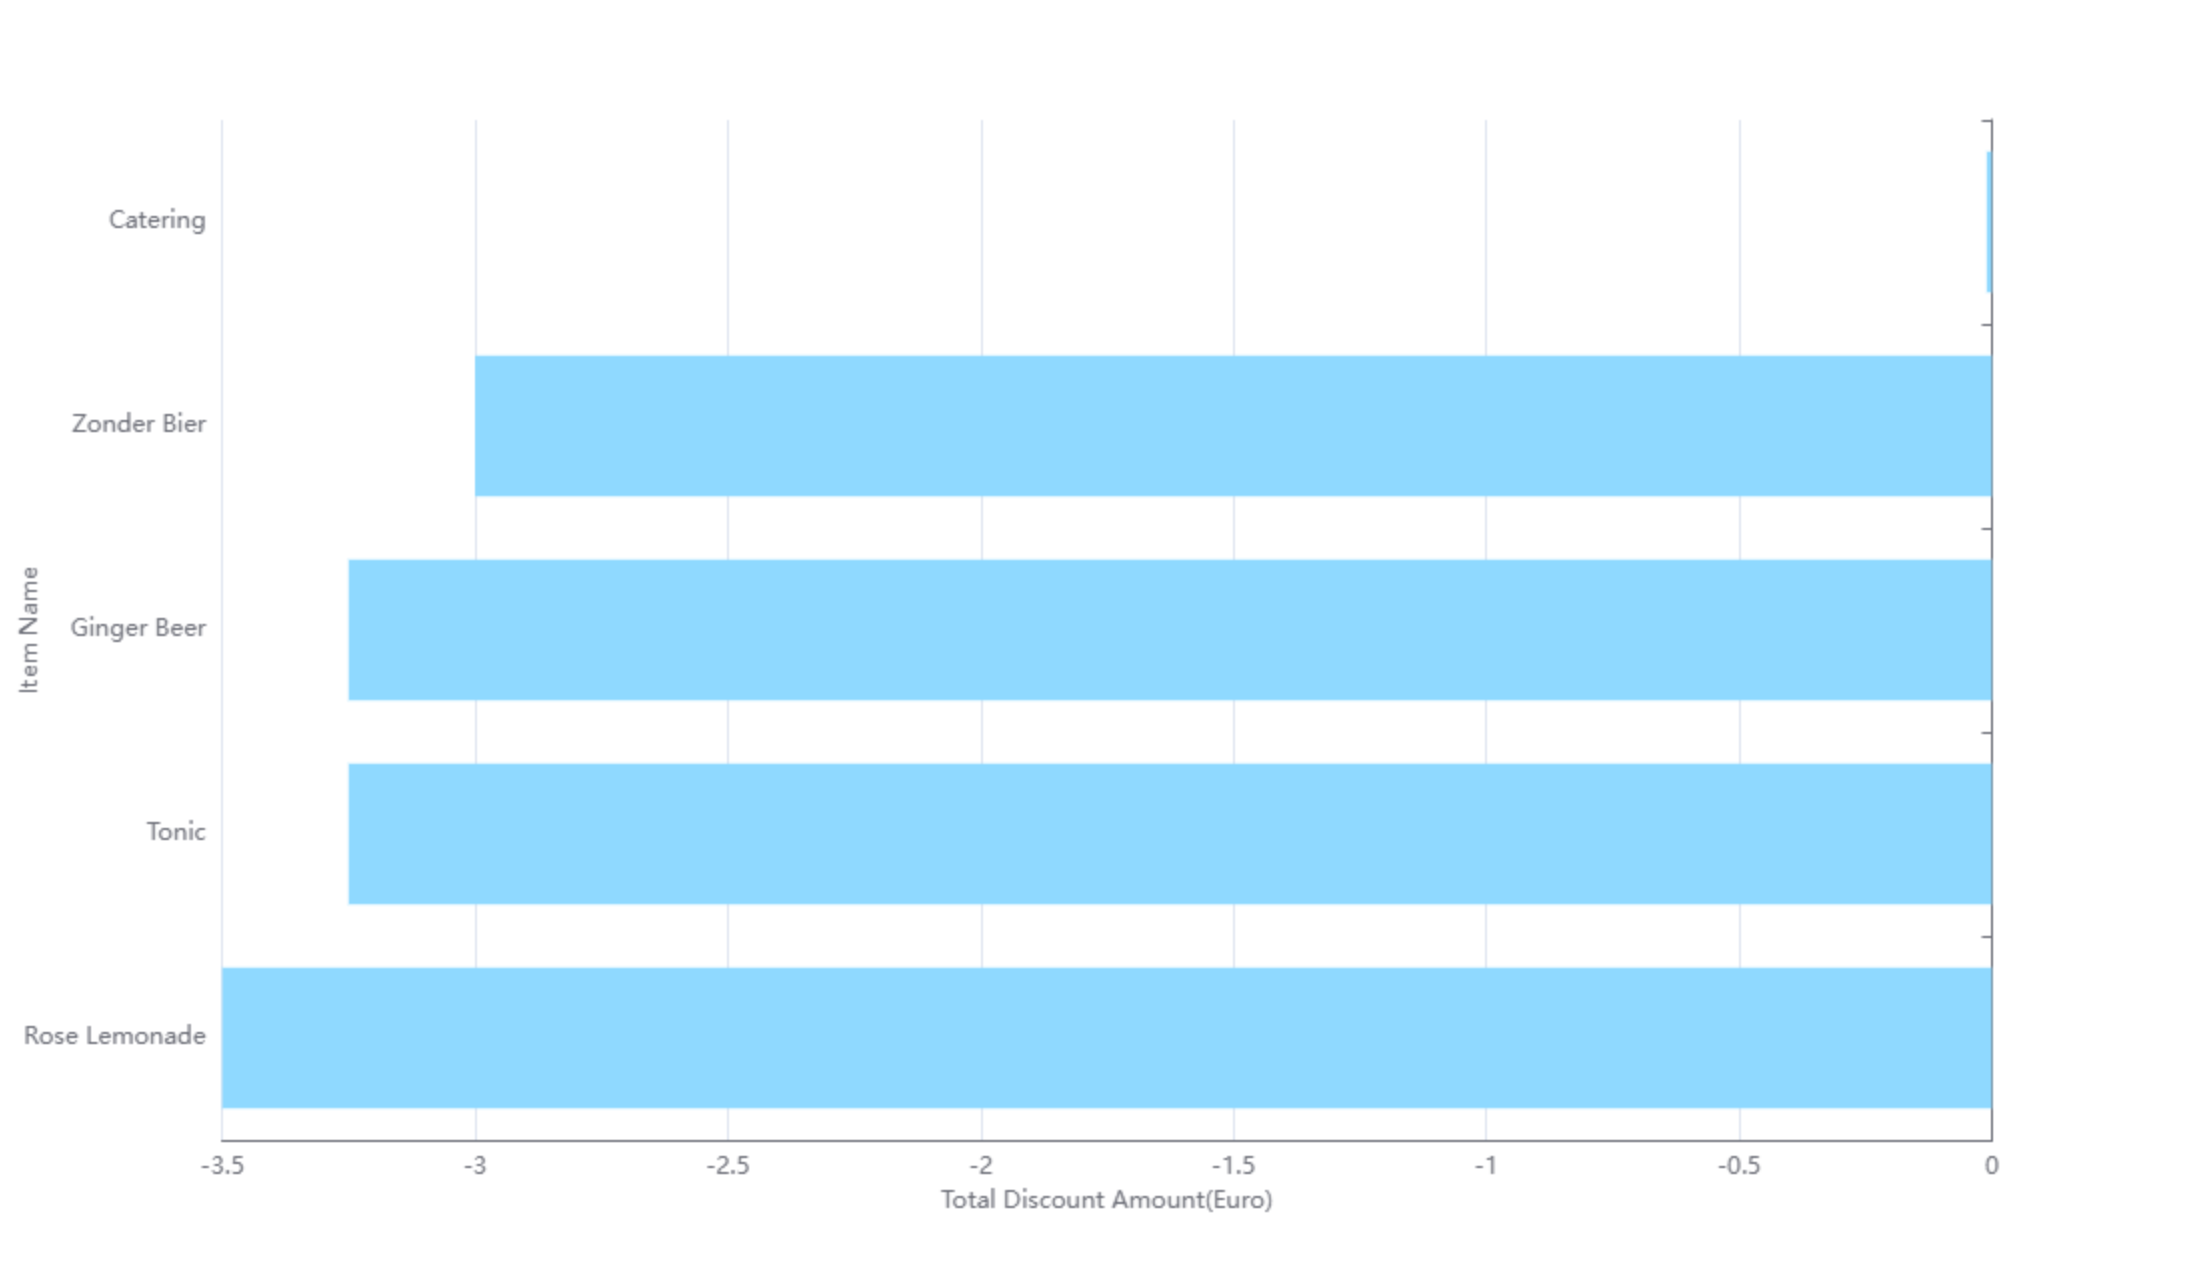 Catering
Zonder Bier
Ginger Beer
Tonic
Rose Lemonade
Item Name
-3.5 -3 -2.5 -2 -1.5 -1 -0.5 0
Total Discount Amount(Euro)